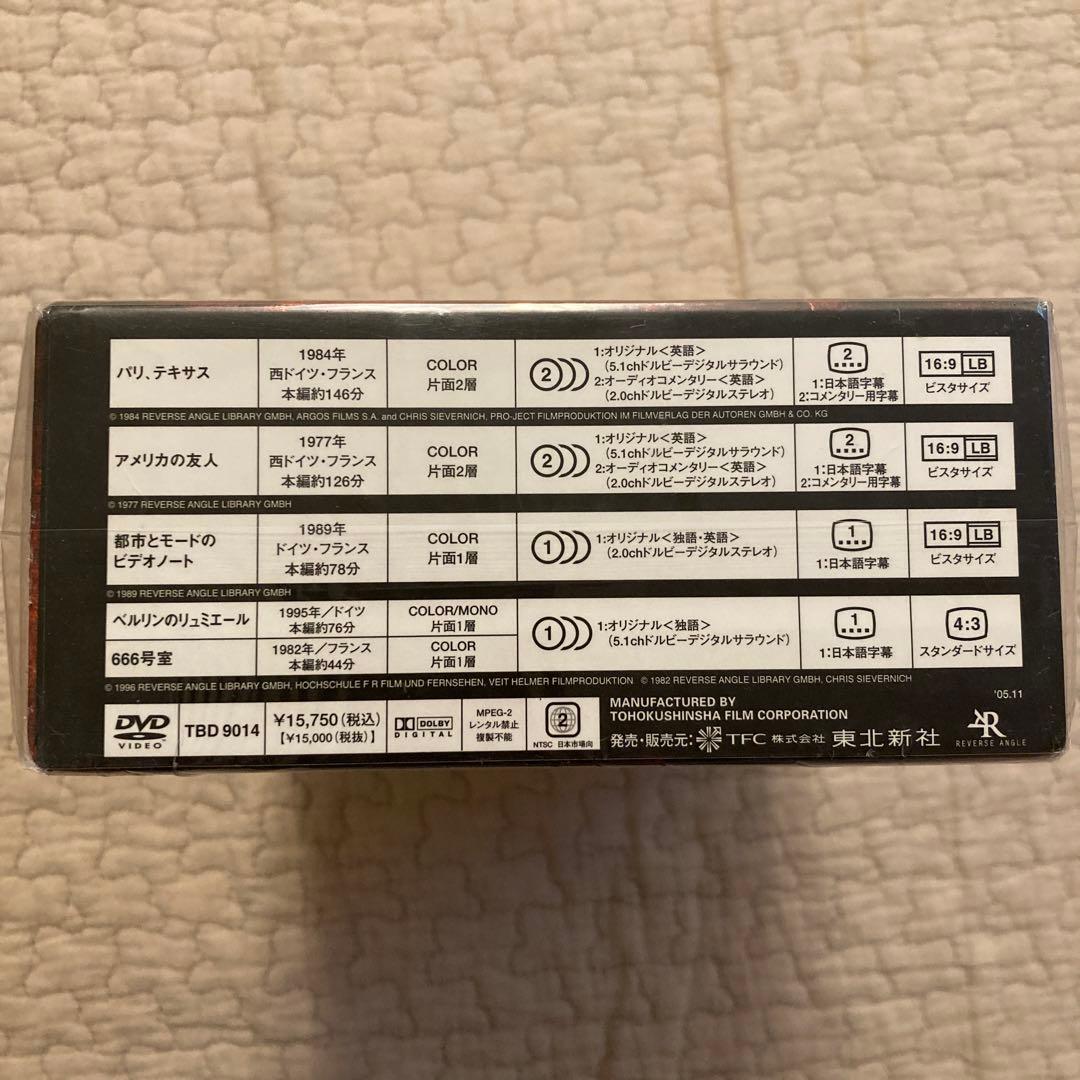 パリ、テキサス
1984年
西ドイツ・フランス
本編約146分
COLOR
片面2層
2
1:オリジナル＜英語＞
(5.1chドルビーデジタルサラウンド)
2:オーディオコメンタリー＜英語＞
(2.0chドルビーデジタルステレオ)
2
1:日本語字幕
2:コメンタリー用字幕
16:9 LB
ビスタサイズ
© 1984 REVERSE ANGLE LIBRARY GMBH, ARGOS FILMS S.A. and CHRIS SIEVERNICH, PRO-JECT FILMPRODUKTION IM FILMVERLAG DER AUTOREN GMBH & CO. KG
アメリカの友人
1977年
西ドイツ・フランス
本編約126分
COLOR
片面2層
2
1:オリジナル＜英語＞
(5.1chドルビーデジタルサラウンド)
2:オーディオコメンタリー＜英語＞
(2.0chドルビーデジタルステレオ)
2
1:日本語字幕
2:コメンタリー用字幕
16:9 LB
ビスタサイズ
© 1977 REVERSE ANGLE LIBRARY GMBH
都市とモードの
ビデオノート
1989年
ドイツ・フランス
本編約78分
COLOR
片面1層
1
1:オリジナル＜独語・英語＞
(2.0chドルビーデジタルステレオ)
1
1:日本語字幕
16:9 LB
ビスタサイズ
© 1989 REVERSE ANGLE LIBRARY GMBH
ベルリンのリュミエール
1995年／ドイツ
本編約76分
COLOR/MONO
片面1層
666号室
1982年／フランス
本編約44分
COLOR
片面1層
1
1:オリジナル＜独語＞
(5.1chドルビーデジタルサラウンド)
1
1:日本語字幕
4:3
スタンダードサイズ
© 1996 REVERSE ANGLE LIBRARY GMBH, HOCHSCHULE F R FILM UND FERNSEHEN, VEIT HELMER FILMPRODUKTION © 1982 REVERSE ANGLE LIBRARY GMBH, CHRIS SIEVERNICH
DVD
VIDEO
TBD 9014
¥15,750(税込)
【¥15,000(税抜)】
DOLBY
DIGITAL
MPEG-2
レンタル禁止
複製不能
2
NTSC 日本市場向
MANUFACTURED BY
TOHOKUSHINSHA FILM CORPORATION
発売・販売元: TFC 株式会社 東北新社
'05.11
REVERSE ANGLE